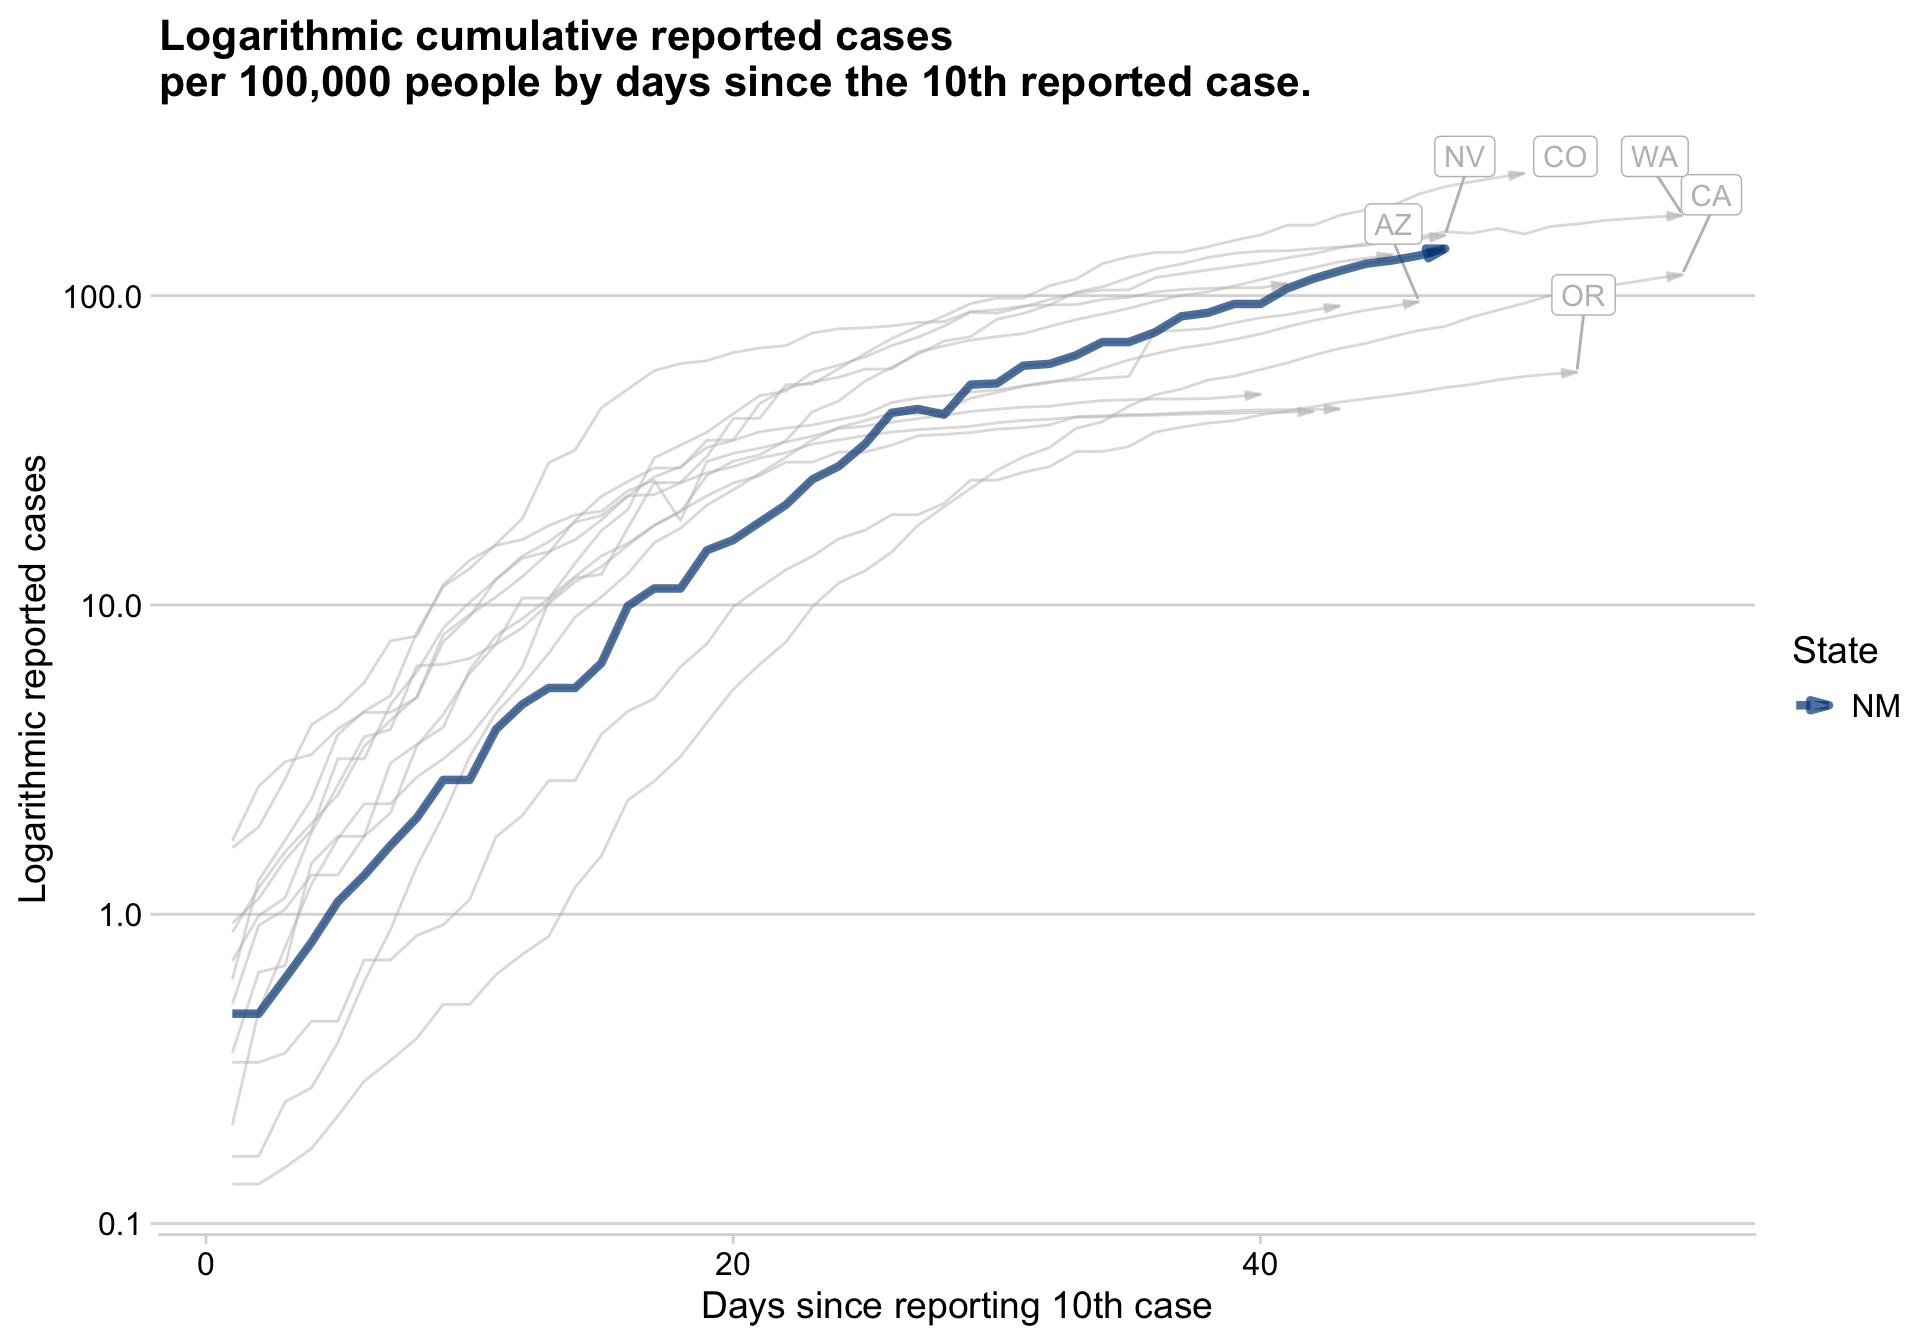 Logarithmic cumulative reported cases
per 100,000 people by days since the 10th reported case.
NV
CO
WA
CA
AZ
OR
100.0
10.0
1.0
0.1
Logarithmic reported cases
0
20
40
Days since reporting 10th case
State
NM